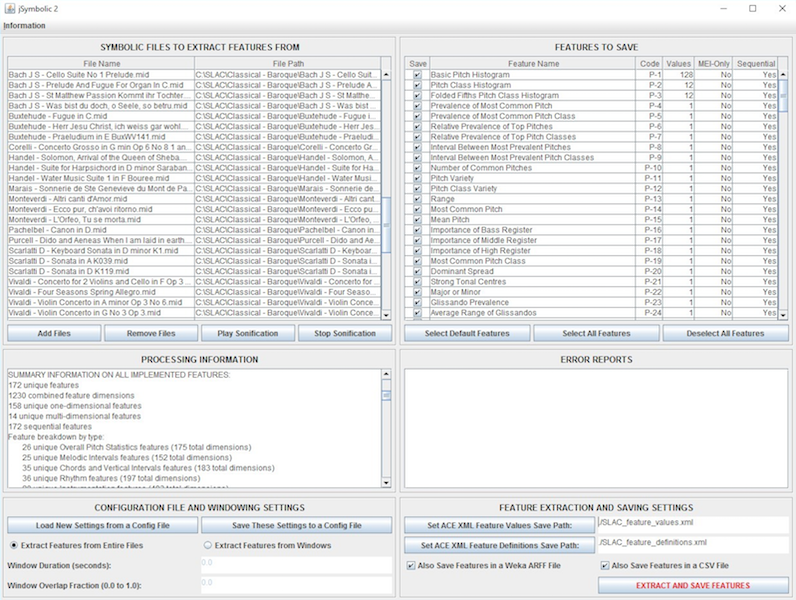 jSymbolic 2
Information
SYMBOLIC FILES TO EXTRACT FEATURES FROM
File Name File Path
Bach J S - Cello Suite No 1 Prelude.mid C:\SLAC\Classical - Baroque\Bach J S - Cello Suit...
Bach J S - Prelude And Fugue For Organ In C.mid C:\SLAC\Classical - Baroque\Bach J S - Prelude A...
Bach J S - St Matthew Passion Kommt ihr Tochter... C:\SLAC\Classical - Baroque\Bach J S - St Matthe...
Bach J S - Was bist du doch, o Seele, so betru.mid C:\SLAC\Classical - Baroque\Bach J S - Was bist ...
Buxtehude - Fugue in C.mid C:\SLAC\Classical - Baroque\Buxtehude - Fugue i...
Buxtehude - Herr Jesu Christ, ich weiss gar wohl.... C:\SLAC\Classical - Baroque\Buxtehude - Herr Jes...
Buxtehude - Praeludium in E BuxWV141.mid C:\SLAC\Classical - Baroque\Buxtehude - Praeludi...
Corelli - Concerto Grosso in G min Op 6 No 8 1 an... C:\SLAC\Classical - Baroque\Corelli - Concerto Gr...
Handel - Solomon, Arrival of the Queen of Sheba.... C:\SLAC\Classical - Baroque\Handel - Solomon, A...
Handel - Suite for Harpsichord in D minor Saraban... C:\SLAC\Classical - Baroque\Handel - Suite for Ha...
Handel - Water Music Suite 1 in F Bouree.mid C:\SLAC\Classical - Baroque\Handel - Water Musi...
Marais - Sonnerie de Ste Genevieve du Mont de Pa... C:\SLAC\Classical - Baroque\Marais - Sonnerie de...
Monteverdi - Altri canti d'Amor.mid C:\SLAC\Classical - Baroque\Monteverdi - Altri cant...
Monteverdi - Ecco pur, ch'avoi ritorno.mid C:\SLAC\Classical - Baroque\Monteverdi - Ecco pu...
Monteverdi - L'Orfeo, Tu se morta.mid C:\SLAC\Classical - Baroque\Monteverdi - L'Orfeo, ...
Pachelbel - Canon in D.mid C:\SLAC\Classical - Baroque\Pachelbel - Canon in...
Purcell - Dido and Aeneas When I am laid in earth.... C:\SLAC\Classical - Baroque\Purcell - Dido and Ae...
Scarlatti D - Keyboard Sonata in D minor K1.mid C:\SLAC\Classical - Baroque\Scarlatti D - Keyboar...
Scarlatti D - Sonata in A K039.mid C:\SLAC\Classical - Baroque\Scarlatti D - Sonata i...
Scarlatti D - Sonata in D K119.mid C:\SLAC\Classical - Baroque\Scarlatti D - Sonata i...
Vivaldi - Concerto for 2 Violins and Cello in F Op 3 ... C:\SLAC\Classical - Baroque\Vivaldi - Concerto for ...
Vivaldi - Four Seasons Spring Allegro.mid C:\SLAC\Classical - Baroque\Vivaldi - Four Seaso...
Vivaldi - Violin Concerto in A minor Op 3 No 6.mid C:\SLAC\Classical - Baroque\Vivaldi - Violin Conce...
Vivaldi - Violin Concerto in G No 3 Op 3.mid C:\SLAC\Classical - Baroque\Vivaldi - Violin Conce...
Add Files Remove Files Play Sonification Stop Sonification
FEATURES TO SAVE
Save Feature Name Code Values MEI-Only Sequential
Basic Pitch Histogram P-1 128 No Yes
Pitch Class Histogram P-2 12 No Yes
Folded Fifths Pitch Class Histogram P-3 12 No Yes
Prevalence of Most Common Pitch P-4 1 No Yes
Prevalence of Most Common Pitch Class P-5 1 No Yes
Relative Prevalence of Top Pitches P-6 1 No Yes
Relative Prevalence of Top Pitch Classes P-7 1 No Yes
Interval Between Most Prevalent Pitches P-8 1 No Yes
Interval Between Most Prevalent Pitch Classes P-9 1 No Yes
Number of Common Pitches P-10 1 No Yes
Pitch Variety P-11 1 No Yes
Pitch Class Variety P-12 1 No Yes
Range P-13 1 No Yes
Most Common Pitch P-14 1 No Yes
Mean Pitch P-15 1 No Yes
Importance of Bass Register P-16 1 No Yes
Importance of Middle Register P-17 1 No Yes
Importance of High Register P-18 1 No Yes
Most Common Pitch Class P-19 1 No Yes
Dominant Spread P-20 1 No Yes
Strong Tonal Centres P-21 1 No Yes
Major or Minor P-22 1 No Yes
Glissando Prevalence P-23 1 No Yes
Average Range of Glissandos P-24 1 No Yes
Select Default Features Select All Features Deselect All Features
PROCESSING INFORMATION
SUMMARY INFORMATION ON ALL IMPLEMENTED FEATURES:
172 unique features
1230 combined feature dimensions
158 unique one-dimensional features
14 unique multi-dimensional features
172 sequential features
Feature breakdown by type:
26 unique Overall Pitch Statistics features (175 total dimensions)
25 unique Melodic Intervals features (152 total dimensions)
35 unique Chords and Vertical Intervals features (183 total dimensions)
36 unique Rhythm features (197 total dimensions)
ERROR REPORTS
CONFIGURATION FILE AND WINDOWING SETTINGS
Load New Settings from a Config File Save These Settings to a Config File
Extract Features from Entire Files Extract Features from Windows
Window Duration (seconds): 0.0
Window Overlap Fraction (0.0 to 1.0): 0.0
FEATURE EXTRACTION AND SAVING SETTINGS
Set ACE XML Feature Values Save Path: ./SLAC_feature_values.xml
Set ACE XML Feature Definitions Save Path: ./SLAC_feature_definitions.xml
Also Save Features in a Weka ARFF File Also Save Features in a CSV File
EXTRACT AND SAVE FEATURES